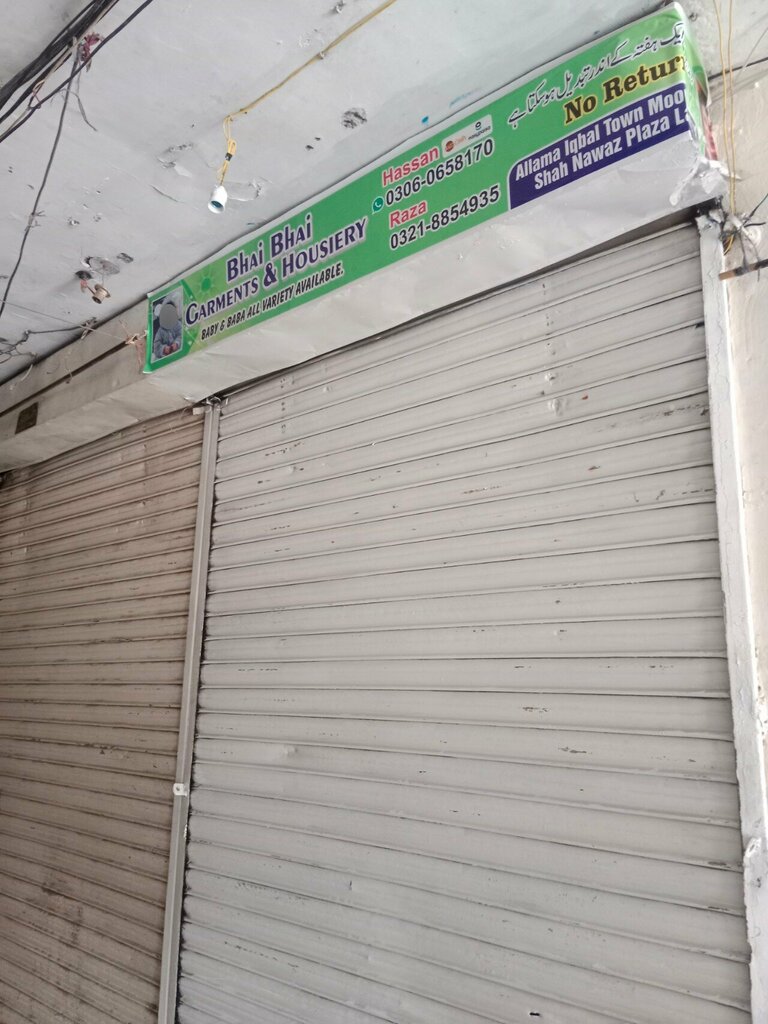 Bhai Bhai
GARMENTS & HOUSIERY
BABY & BABA ALL VARIETY AVAILABLE.
Hassan
0306-0658170
Raza
0321-8854935
ایک ہفتہ کے اندر تبدیل ہو سکتا ہے
No Return
Allama Iqbal Town Moo
Shah Nawaz Plaza L